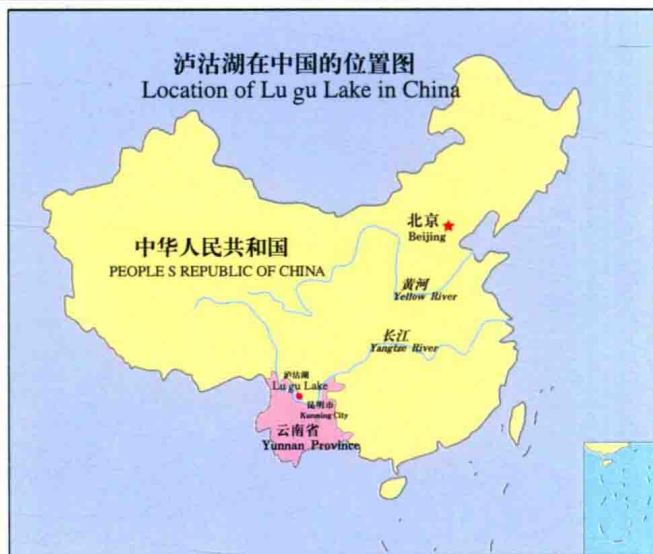 泸沽湖在中国的位置图
Location of Lu gu Lake in China
北京
Beijing
中华人民共和国
PEOPLE S REPUBLIC OF CHINA
黄河
Yellow River
长江
Yangtze River
泸沽湖
Lu gu Lake
昆明市
Kunming City
云南省
Yunnan Province